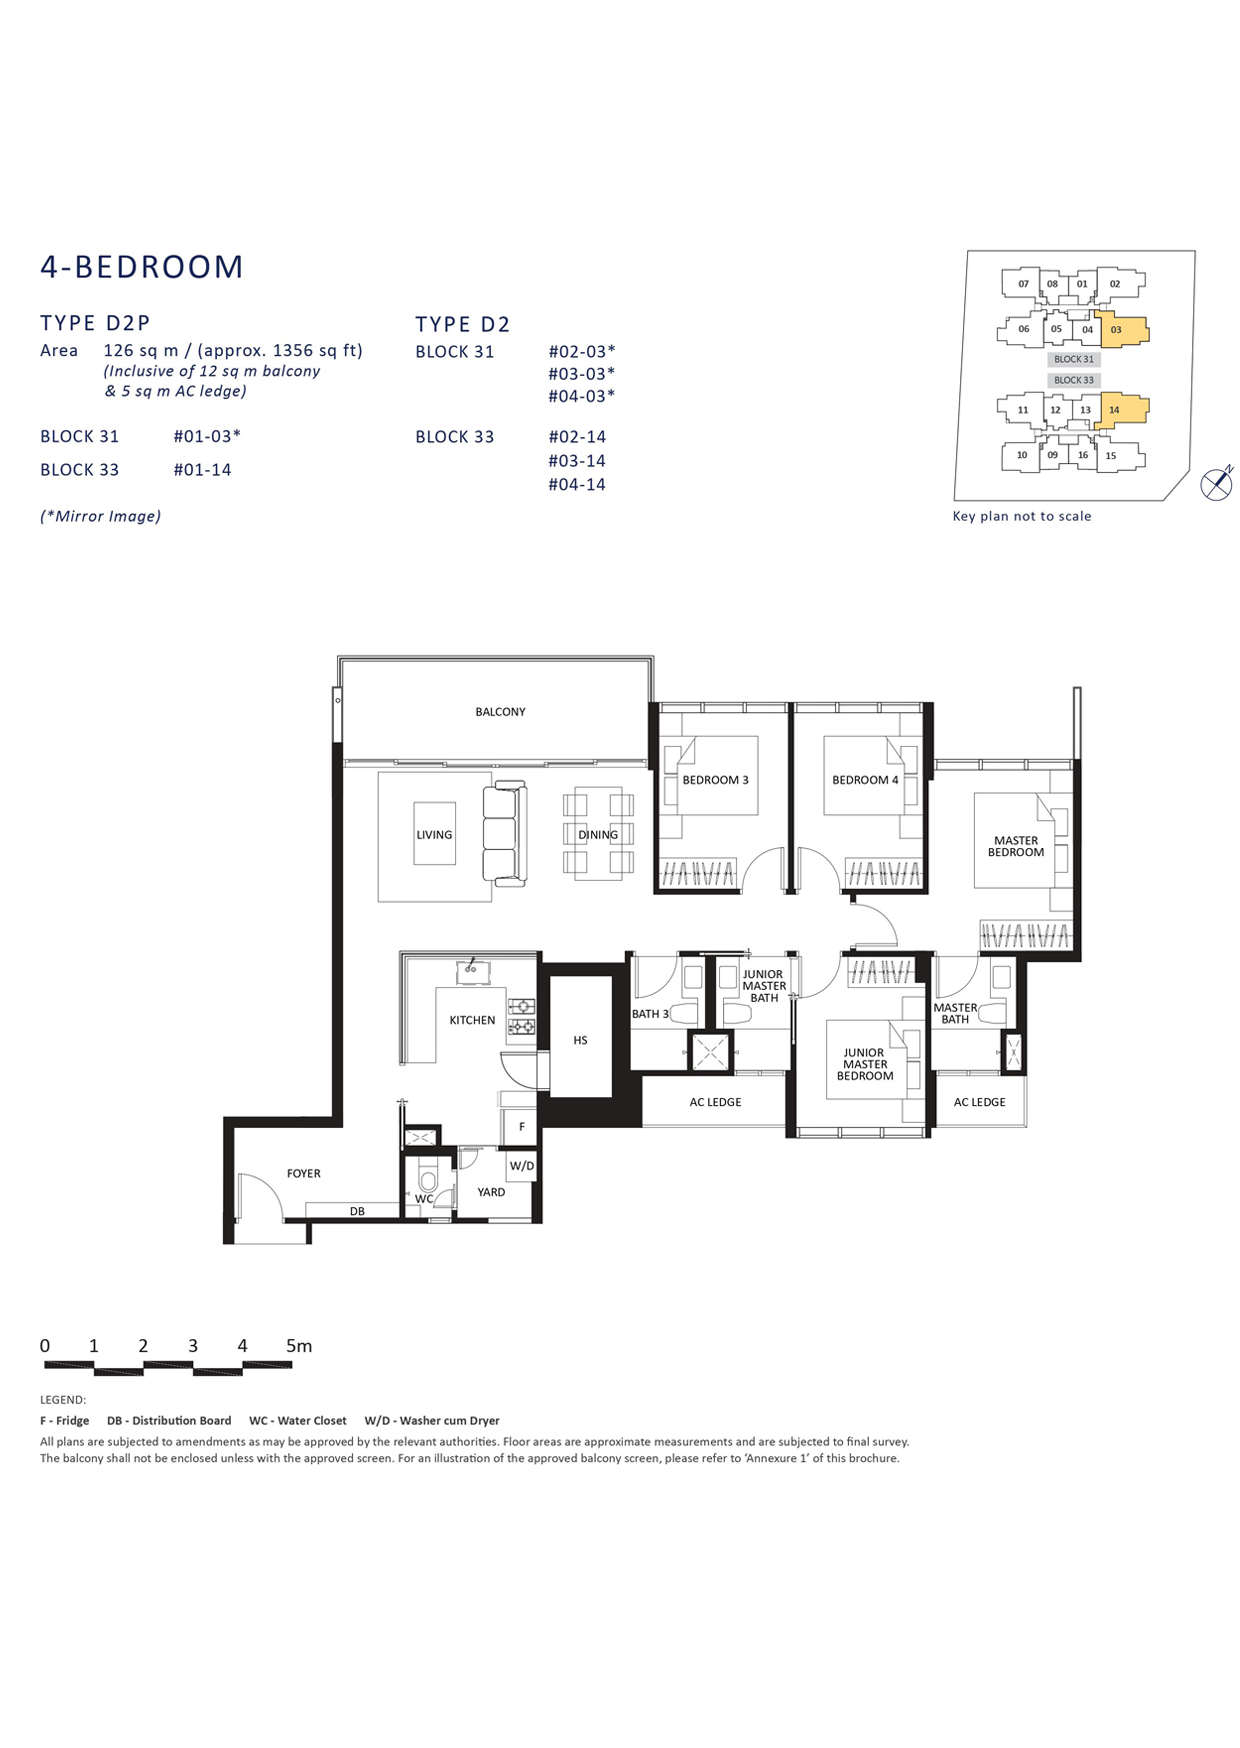 4-BEDROOM
TYPE D2P
Area 126 sq m / (approx. 1356 sq ft)
(Inclusive of 12 sq m balcony
& 5 sq m AC ledge)
BLOCK 31 #01-03*
BLOCK 33 #01-14
(*Mirror Image)
TYPE D2
BLOCK 31 #02-03*
#03-03*
#04-03*
BLOCK 33 #02-14
#03-14
#04-14
07 08 01 02
06 05 04 03
BLOCK 31
BLOCK 33
11 12 13 14
10 09 16 15
N
Key plan not to scale
BALCONY
BEDROOM 3
BEDROOM 4
LIVING
DINING
MASTER
BEDROOM
JUNIOR
MASTER
BATH
KITCHEN
BATH 3
MASTER
BATH
HS
JUNIOR
MASTER
BEDROOM
AC LEDGE
AC LEDGE
F
FOYER
W/D
WC
YARD
DB
0 1 2 3 4 5m
LEGEND:
F - Fridge DB - Distribution Board WC - Water Closet W/D - Washer cum Dryer
All plans are subjected to amendments as may be approved by the relevant authorities. Floor areas are approximate measurements and are subjected to final survey.
The balcony shall not be enclosed unless with the approved screen. For an illustration of the approved balcony screen, please refer to ‘Annexure 1’ of this brochure.